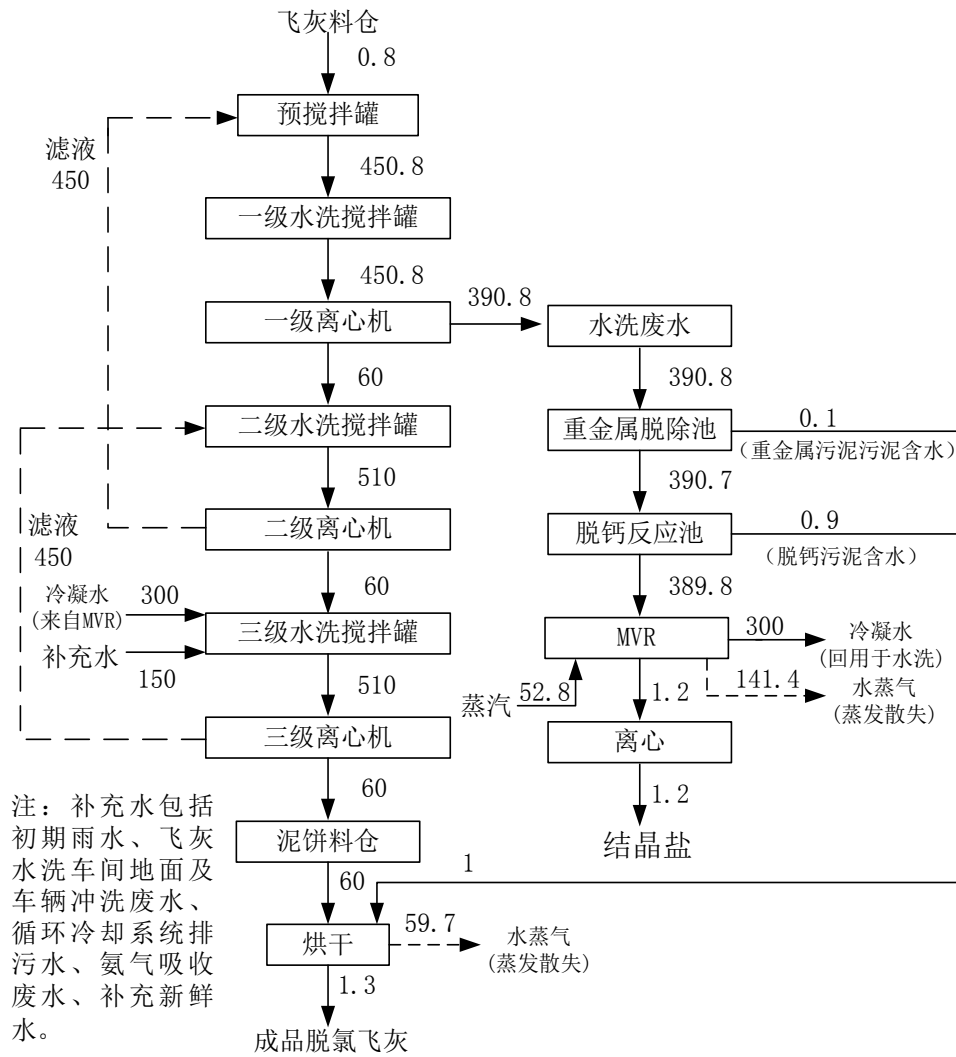 飞灰料仓
0.8
预搅拌罐
滤液
450
450.8
一级水洗搅拌罐
450.8
一级离心机
390.8
水洗废水
60
390.8
二级水洗搅拌罐
重金属脱除池
0.1
(重金属污泥污泥含水)
510
390.7
滤液
450
二级离心机
脱钙反应池
0.9
(脱钙污泥含水)
60
389.8
冷凝水
(来自MVR)
300
三级水洗搅拌罐
补充水
150
MVR
300
冷凝水
(回用于水洗)
510
蒸汽
52.8
1.2
141.4
水蒸气
(蒸发散失)
三级离心机
离心
60
1.2
结晶盐
泥饼料仓
60
1
烘干
59.7
水蒸气
(蒸发散失)
1.3
成品脱氯飞灰
注：补充水包括
初期雨水、飞灰
水洗车间地面及
车辆冲洗废水、
循环冷却系统排
污水、氨气吸收
废水、补充新鲜
水。